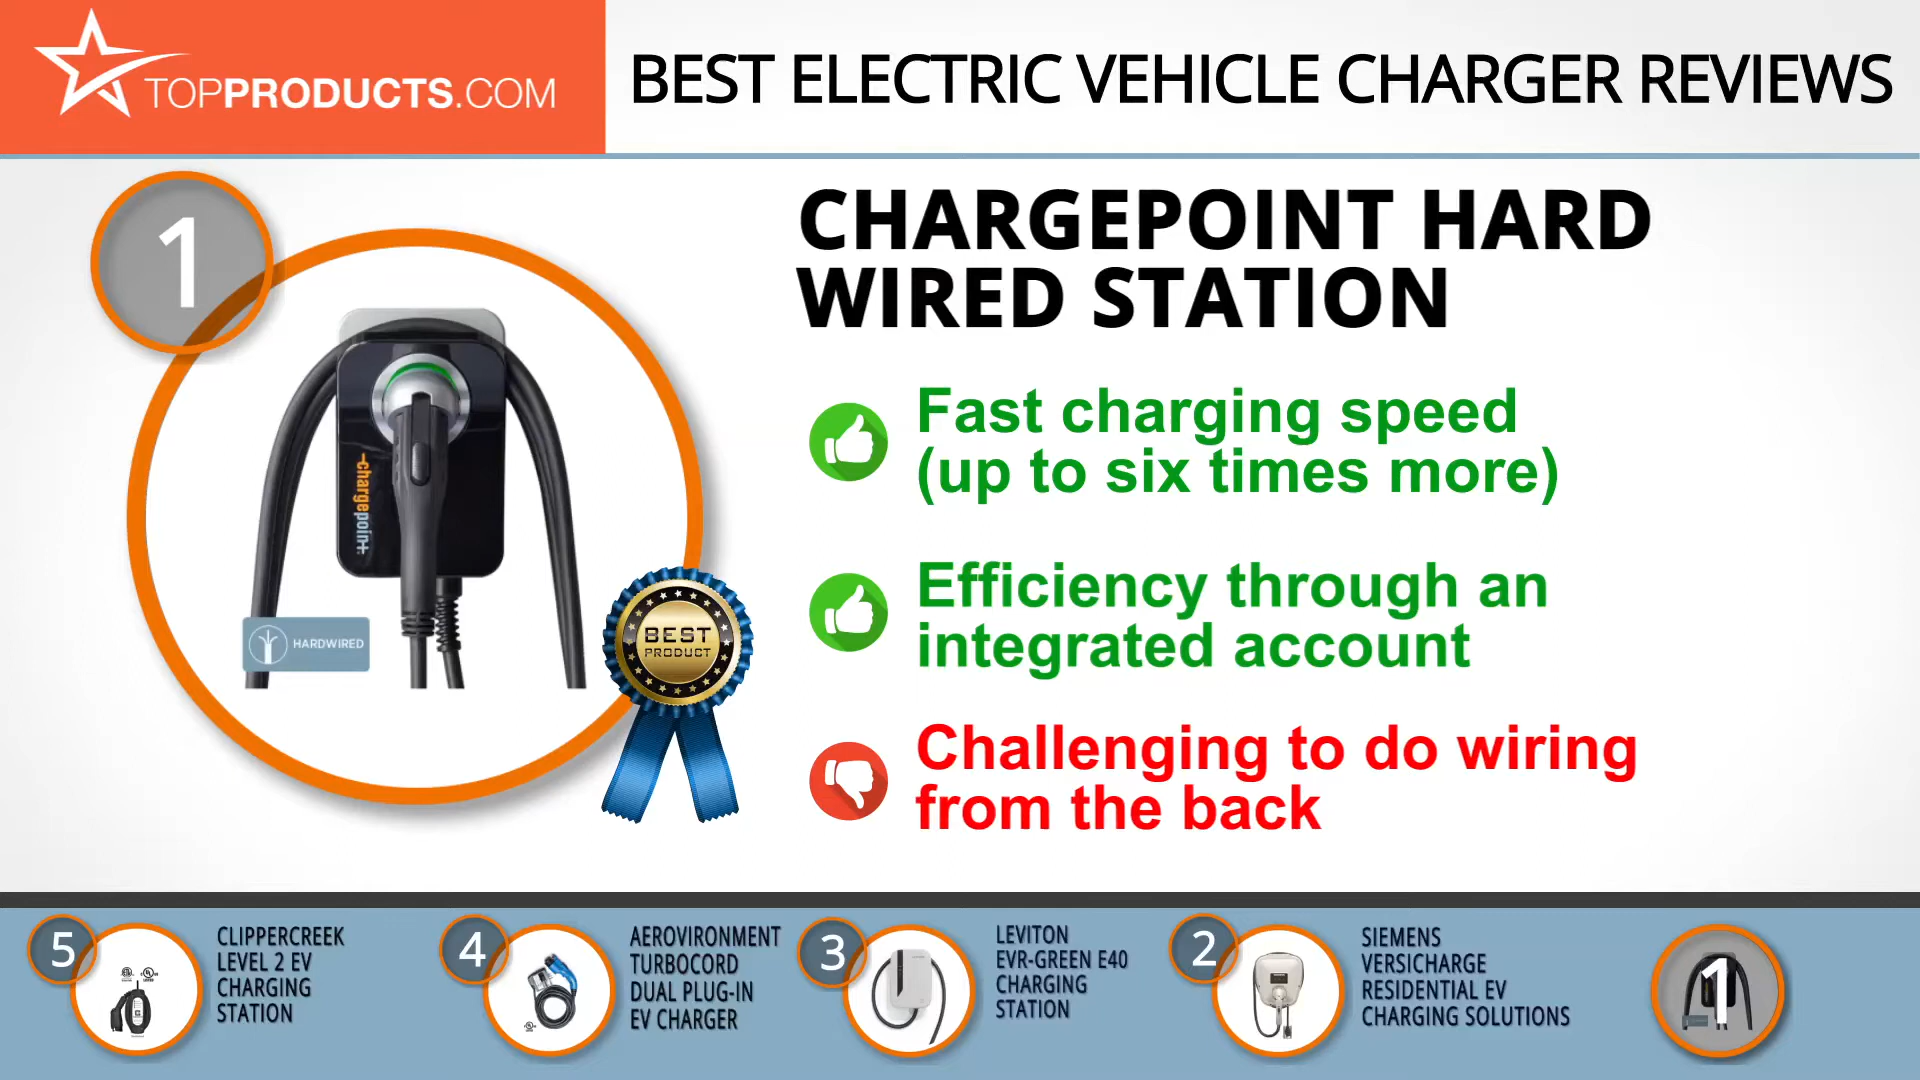 TOPPRODUCTS.COM
BEST ELECTRIC VEHICLE CHARGER REVIEWS
1
CHARGEPOINT HARD
WIRED STATION
-chargepoin+
HARDWIRED
BEST
PRODUCT
Fast charging speed
(up to six times more)
Efficiency through an
integrated account
Challenging to do wiring
from the back
5
CLIPPERCREEK
LEVEL 2 EV
CHARGING
STATION
4
AEROVIRONMENT
TURBOCORD
DUAL PLUG-IN
EV CHARGER
3
LEVITON
EVR-GREEN E40
CHARGING
STATION
2
SIEMENS
VERSICHARGE
RESIDENTIAL EV
CHARGING SOLUTIONS
1